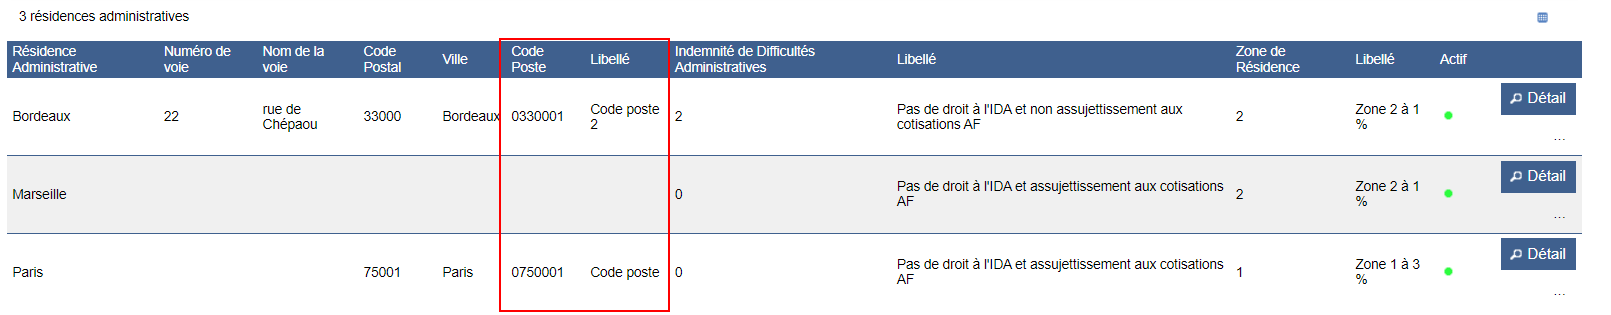 3 résidences administratives
Résidence Administrative Numéro de voie Nom de la voie Code Postal Ville Code Poste Libellé Indemnité de Difficultés Administratives Libellé Zone de Résidence Libellé Actif
Bordeaux 22 rue de Chépaou 33000 Bordeaux 0330001 Code poste 2 2 Pas de droit à l'IDA et non assujettissement aux cotisations AF 2 Zone 2 à 1 % Détail
...
Marseille 0 Pas de droit à l'IDA et assujettissement aux cotisations AF 2 Zone 2 à 1 % Détail
...
Paris 75001 Paris 0750001 Code poste 0 Pas de droit à l'IDA et assujettissement aux cotisations AF 1 Zone 1 à 3 % Détail
...